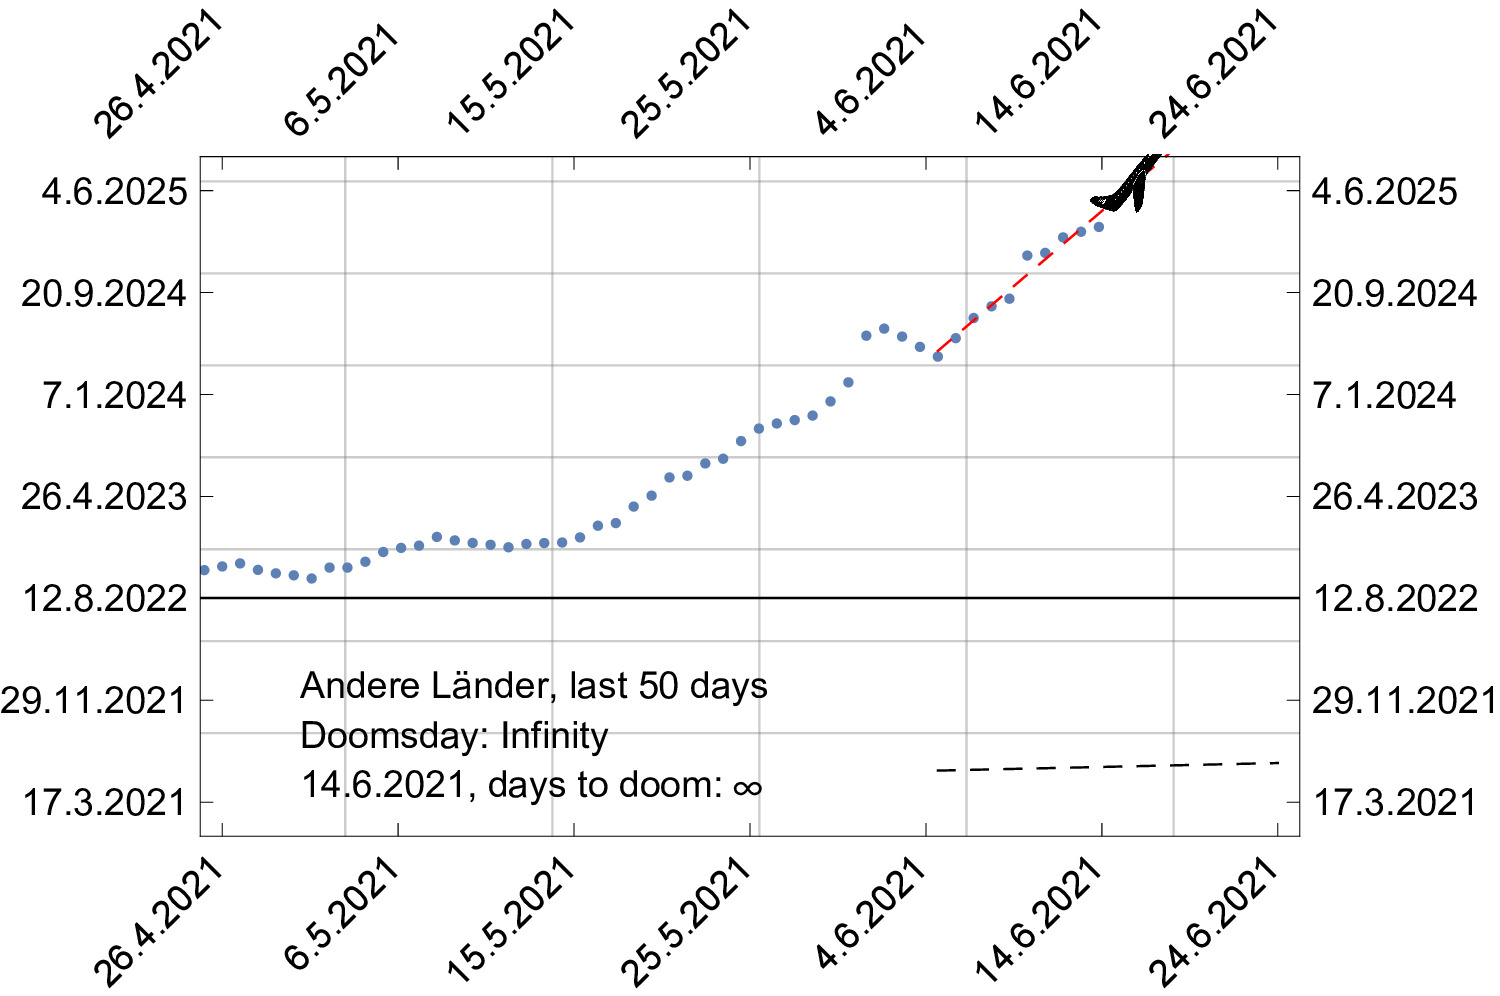 26.4.2021 6.5.2021 15.5.2021 25.5.2021 4.6.2021 14.6.2021 24.6.2021
4.6.2025 4.6.2025
20.9.2024 20.9.2024
7.1.2024 7.1.2024
26.4.2023 26.4.2023
12.8.2022 12.8.2022
Andere Länder, last 50 days
29.11.2021 29.11.2021
Doomsday: Infinity
14.6.2021, days to doom: ∞
17.3.2021 17.3.2021
26.4.2021 6.5.2021 15.5.2021 25.5.2021 4.6.2021 14.6.2021 24.6.2021